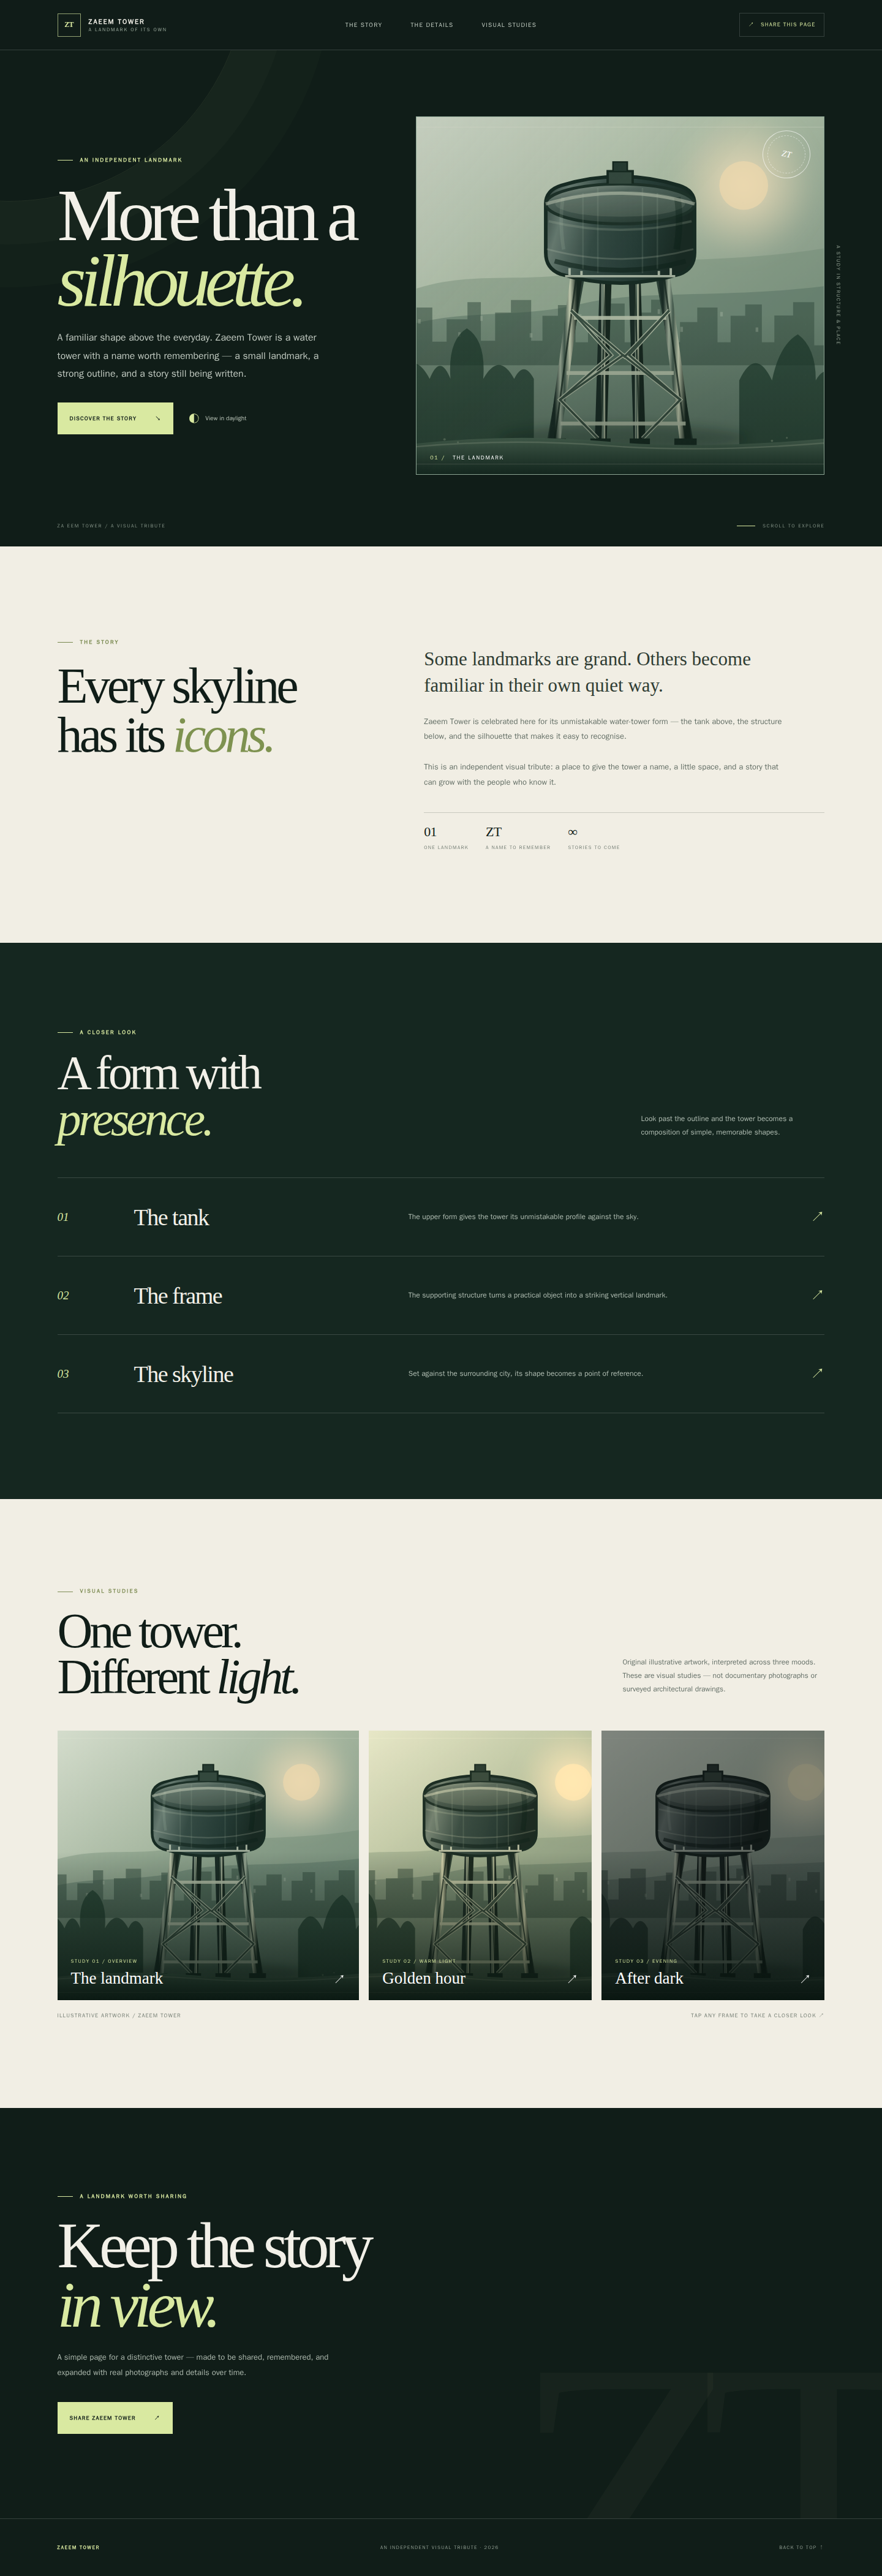 ZT
ZAEEM TOWER
A LANDMARK OF ITS OWN
THE STORY
THE DETAILS
VISUAL STUDIES
↗ SHARE THIS PAGE
AN INDEPENDENT LANDMARK
More than a
silhouette.
A familiar shape above the everyday. Zaeem Tower is a water
tower with a name worth remembering — a small landmark, a
strong outline, and a story still being written.
DISCOVER THE STORY ↘
View in daylight
ZT
01 / THE LANDMARK
A STUDY IN STRUCTURE & PLACE
ZA EEM TOWER / A VISUAL TRIBUTE
SCROLL TO EXPLORE
THE STORY
Every skyline
has its icons.
Some landmarks are grand. Others become
familiar in their own quiet way.
Zaeem Tower is celebrated here for its unmistakable water-tower form — the tank above, the structure
below, and the silhouette that makes it easy to recognise.
This is an independent visual tribute: a place to give the tower a name, a little space, and a story that
can grow with the people who know it.
01
ONE LANDMARK
ZT
A NAME TO REMEMBER
∞
STORIES TO COME
A CLOSER LOOK
A form with
presence.
Look past the outline and the tower becomes a
composition of simple, memorable shapes.
01
The tank
The upper form gives the tower its unmistakable profile against the sky.
↗
02
The frame
The supporting structure turns a practical object into a striking vertical landmark.
↗
03
The skyline
Set against the surrounding city, its shape becomes a point of reference.
↗
VISUAL STUDIES
One tower.
Different light.
Original illustrative artwork, interpreted across three moods.
These are visual studies — not documentary photographs or
surveyed architectural drawings.
STUDY 01 / OVERVIEW
The landmark ↗
STUDY 02 / WARM LIGHT
Golden hour ↗
STUDY 03 / EVENING
After dark ↗
ILLUSTRATIVE ARTWORK / ZAEEM TOWER
TAP ANY FRAME TO TAKE A CLOSER LOOK ↗
A LANDMARK WORTH SHARING
Keep the story
in view.
A simple page for a distinctive tower — made to be shared, remembered, and
expanded with real photographs and details over time.
SHARE ZAEEM TOWER ↗
ZT
ZAEEM TOWER
AN INDEPENDENT VISUAL TRIBUTE · 2026
BACK TO TOP ↑